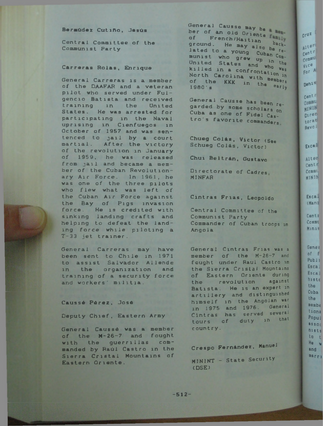 Bermúdez Cutiño, Jesús
Central Committee of the
Communist Party
Carreras Rolas, Enrique
General Carreras is a member
of the CAAFAR and a veteran
pilot who served under Ful-
gencio Batista and received
training in the United
States. He was arrested for
participating in the Naval
uprising in Cienfuegos in
October of 1957 and was sen-
tenced to jail by a court
martial. After the victory
of the revolution in January
of 1959, he was released
from jail and became a mem-
ber of the Cuban Revolution-
ary Air Force. In 1961, he
was one of the three pilots
who flew what was left of
the Cuban Air Force against
the Bay of Pigs invasion
force. He is credited with
sinking landing crafts and
helping to defeat the land-
ing force while piloting a
T-33 jet trainer.
General Carreras may have
been sent to Chile in 1971
to assist Salvador Allende
in the organization and
training of a security force
and workers' militia.
Caussé Pérez, José
Deputy Chief, Eastern Army
General Caussé was a member
of the M-26-7 and fought
with the guerrillas com-
manded by Raúl Castro in the
Sierra Cristal Mountains of
Eastern Oriente.
General Caussé may be a mem-
ber of an old Oriente family
of French/Haitian back-
ground. He may also be re-
lated to a young Cuban Com-
munist who grew up in the
United States and was
killed in a confrontation in
North Carolina with members
of the KKK in the early
1980's
General Caussé has been re-
garded by some scholars on
Cuba as one of Fidel Cas-
tro's favorite commanders.
Chueg Colás, Víctor (See
Schueg Colás, Víctor)
Chui Beltrán, Gustavo
Directorate of Cadres,
MINFAR
Cintras Frías, Leopoldo
Central Committee of the
Communist Party
Commander of Cuban troops in
Angola
General Cintras Frías was a
member of the M-26-7 and
fought under Raúl Castro in
the Sierra Cristal Mountains
of Eastern Oriente during
the revolution against
Batista. He is an expert in
artillery and distinguished
himself in the Angolan war
in 1975 and 1976. General
Cintras has served several
tours of duty in that
country.
Crespo Fernández, Manuel
MININT - State Security
(DSE)
-512-